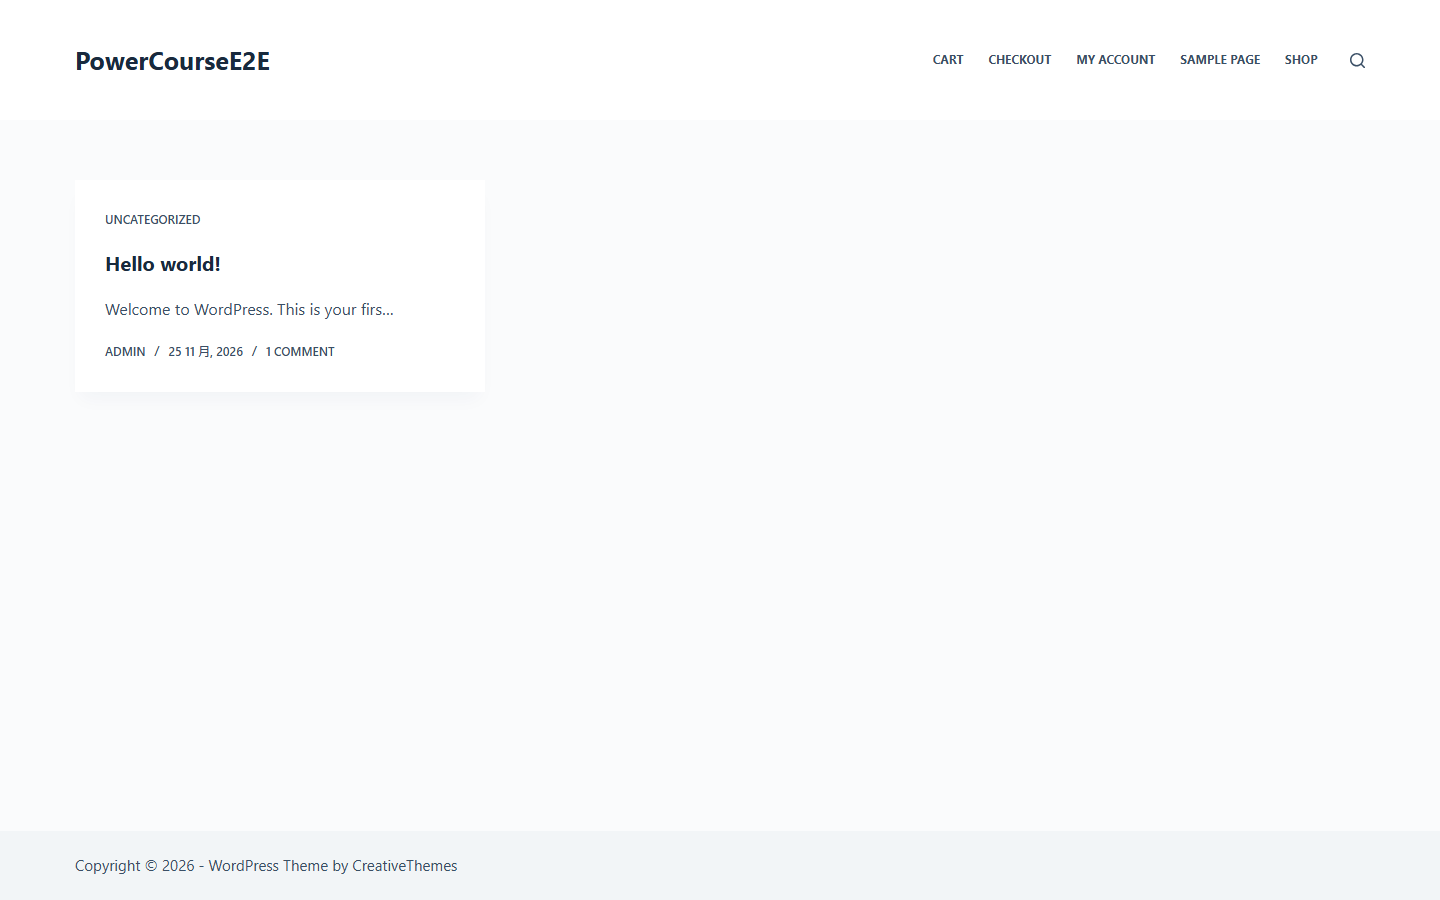 PowerCourseE2E
CART CHECKOUT MY ACCOUNT SAMPLE PAGE SHOP
UNCATEGORIZED
Hello world!
Welcome to WordPress. This is your firs…
ADMIN / 25 11 月, 2026 / 1 COMMENT
Copyright © 2026 - WordPress Theme by CreativeThemes